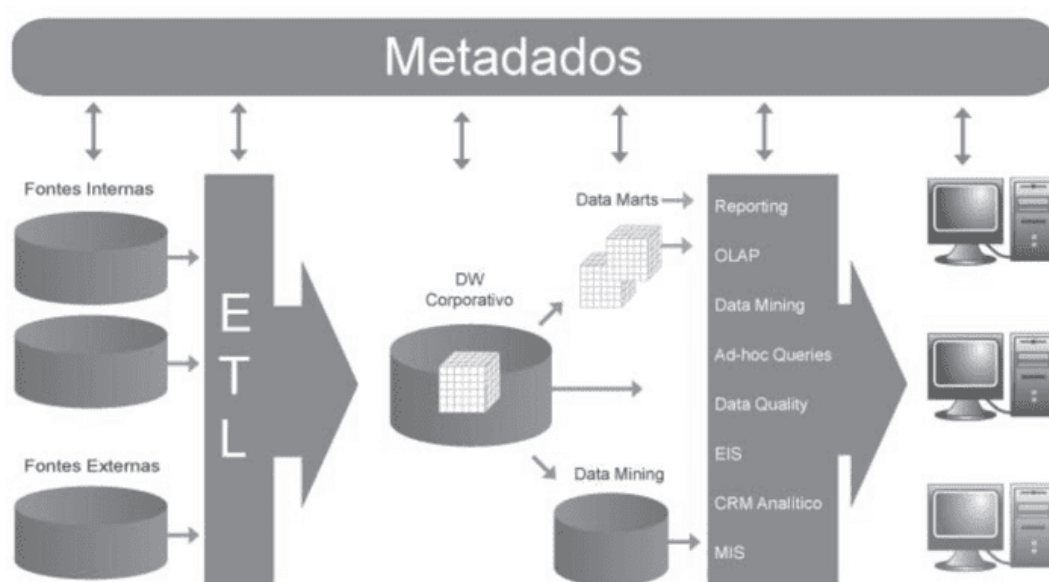 Metadados
Fontes Internas
Fontes Externas
E
T
L
DW
Corporativo
Data Marts
Data Mining
Reporting
OLAP
Data Mining
Ad-hoc Queries
Data Quality
EIS
CRM Analítico
MIS